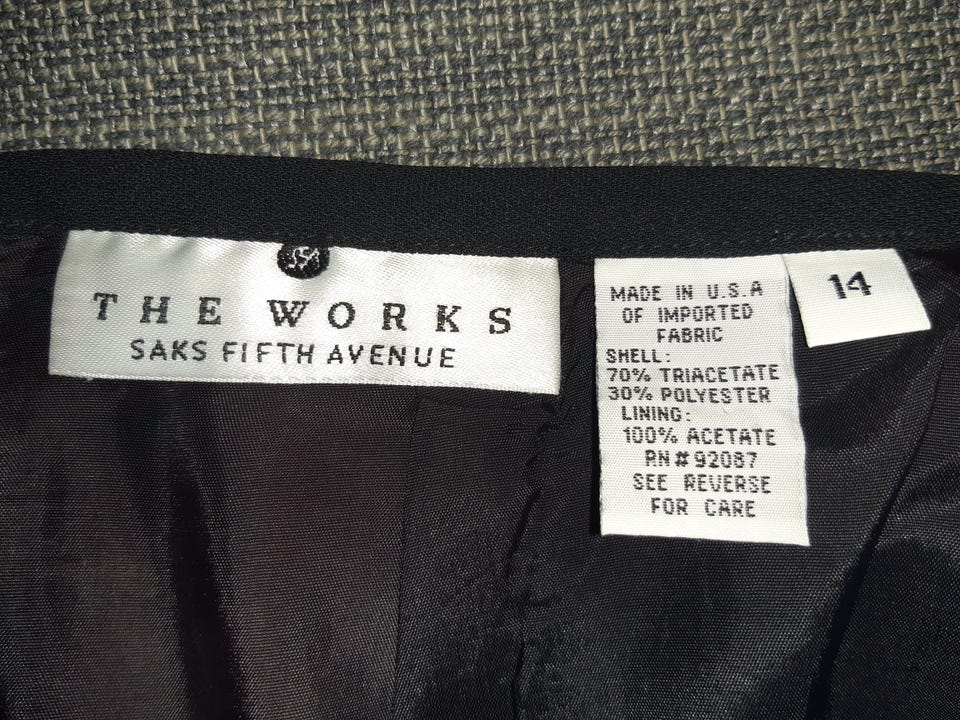 THE WORKS
SAKS FIFTH AVENUE
MADE IN U.S.A
OF IMPORTED
FABRIC
SHELL:
70% TRIACETATE
30% POLYESTER
LINING:
100% ACETATE
RN#92087
SEE REVERSE
FOR CARE
14